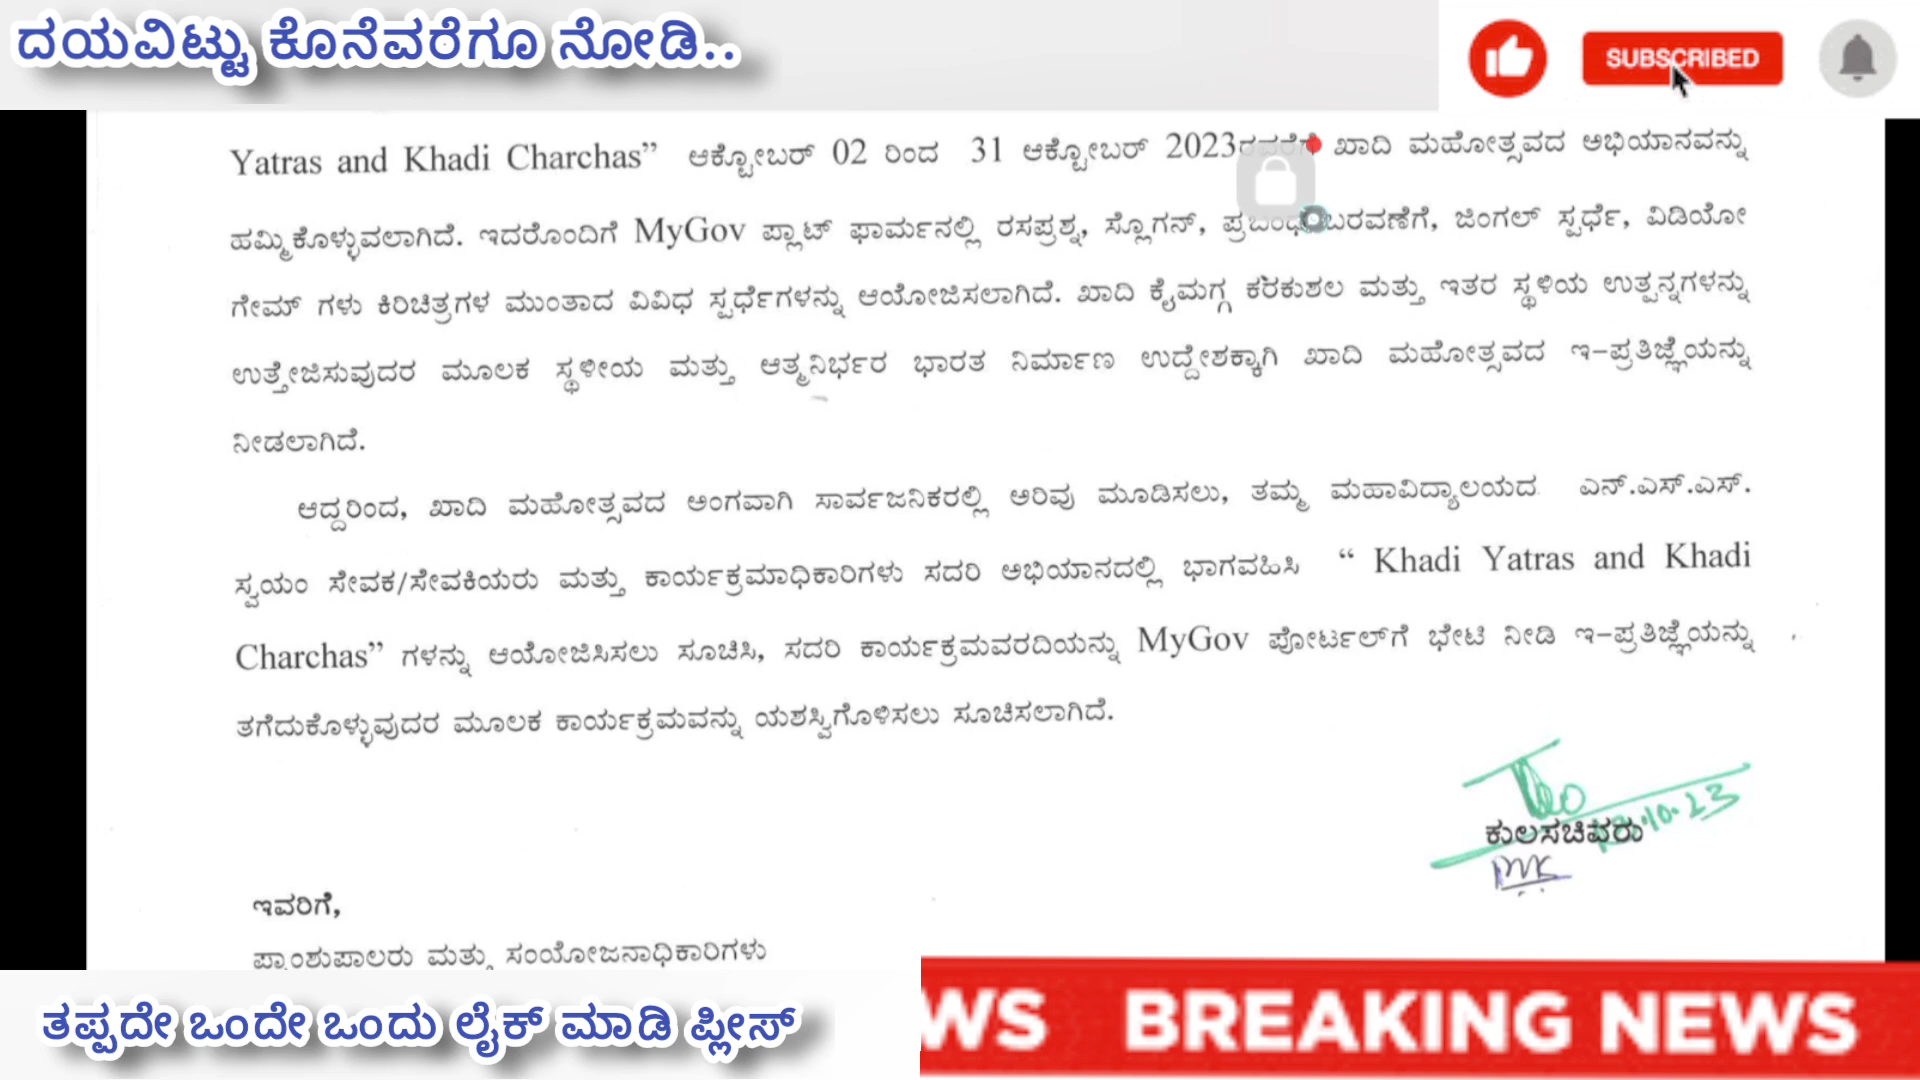 ದಯವಿಟ್ಟು ಕೊನೆವರೆಗೂ ನೋಡಿ..
SUBSCRIBED
Yatras and Khadi Charchas” ಆಕ್ಟೋಬರ್ 02 ರಿಂದ 31 ಆಕ್ಟೋಬರ್ 2023ರವರೆಗೆ ಖಾದಿ ಮಹೋತ್ಸವದ ಅಭಿಯಾನವನ್ನು
ಹಮ್ಮಿಕೊಳ್ಳುವಲಾಗಿದೆ. ಇದರೊಂದಿಗೆ MyGov ಪ್ಲಾಟ್ ಫಾರ್ಮನಲ್ಲಿ ರಸಪ್ರಶ್ನ, ಸ್ಲೊಗನ್, ಪ್ರಬಂಧ ಬರವಣೆಗೆ, ಜಿಂಗಲ್ ಸ್ಪರ್ಧೆ, ವಿಡಿಯೋ
ಗೇಮ್ ಗಳು ಕಿರಿಚಿತ್ರಗಳ ಮುಂತಾದ ವಿವಿಧ ಸ್ಪರ್ಧೆಗಳನ್ನು ಆಯೋಜಿಸಲಾಗಿದೆ. ಖಾದಿ ಕೈಮಗ್ಗ ಕರಕುಶಲ ಮತ್ತು ಇತರ ಸ್ಥಳಿಯ ಉತ್ಪನ್ನಗಳನ್ನು
ಉತ್ತೇಜಿಸುವುದರ ಮೂಲಕ ಸ್ಥಳೀಯ ಮತ್ತು ಆತ್ಮನಿರ್ಭರ ಭಾರತ ನಿರ್ಮಾಣ ಉದ್ದೇಶಕ್ಕಾಗಿ ಖಾದಿ ಮಹೋತ್ಸವದ ಇ-ಪ್ರತಿಜ್ಞೆಯನ್ನು
ನೀಡಲಾಗಿದೆ.
ಆದ್ದರಿಂದ, ಖಾದಿ ಮಹೋತ್ಸವದ ಅಂಗವಾಗಿ ಸಾರ್ವಜನಿಕರಲ್ಲಿ ಅರಿವು ಮೂಡಿಸಲು, ತಮ್ಮ ಮಹಾವಿದ್ಯಾಲಯದ ಎನ್.ಎಸ್.ಎಸ್.
ಸ್ವಯಂ ಸೇವಕ/ಸೇವಕಿಯರು ಮತ್ತು ಕಾರ್ಯಕ್ರಮಾಧಿಕಾರಿಗಳು ಸದರಿ ಅಭಿಯಾನದಲ್ಲಿ ಭಾಗವಹಿಸಿ “ Khadi Yatras and Khadi
Charchas” ಗಳನ್ನು ಆಯೋಜಿಸಿಸಲು ಸೂಚಿಸಿ, ಸದರಿ ಕಾರ್ಯಕ್ರಮವರದಿಯನ್ನು MyGov ಪೋರ್ಟಲ್‌ಗೆ ಭೇಟಿ ನೀಡಿ ಇ-ಪ್ರತಿಜ್ಞೆಯನ್ನು
ತಗೆದುಕೊಳ್ಳುವುದರ ಮೂಲಕ ಕಾರ್ಯಕ್ರಮವನ್ನು ಯಶಸ್ವಿಗೊಳಿಸಲು ಸೂಚಿಸಲಾಗಿದೆ.
ಕುಲಸಚಿವರು
ಇವರಿಗೆ,
ಪ್ರಾಂಶುಪಾಲರು ಮತ್ತು ಸಂಯೋಜನಾಧಿಕಾರಿಗಳು
ತಪ್ಪದೇ ಒಂದೇ ಒಂದು ಲೈಕ್ ಮಾಡಿ ಪ್ಲೀಸ್
WS BREAKING NEWS